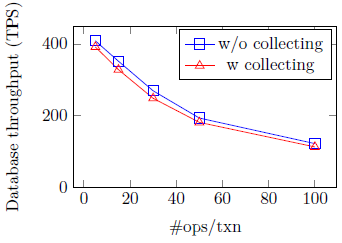 Database throughput (TPS)
400
200
0
w/o collecting
w collecting
0 20 40 60 80 100
#ops/txn